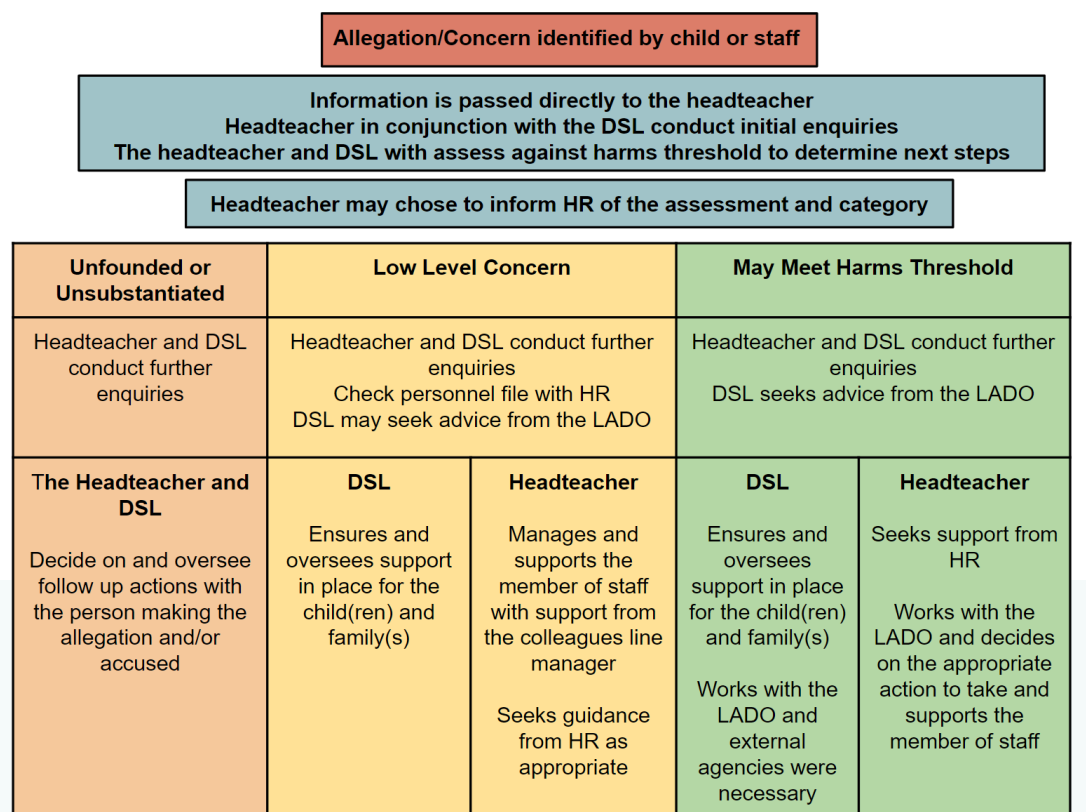 Allegation/Concern identified by child or staff
Information is passed directly to the headteacher
Headteacher in conjunction with the DSL conduct initial enquiries
The headteacher and DSL with assess against harms threshold to determine next steps
Headteacher may chose to inform HR of the assessment and category
Unfounded or
Unsubstantiated
Low Level Concern
May Meet Harms Threshold
Headteacher and DSL
conduct further
enquiries
Headteacher and DSL conduct further
enquiries
Check personnel file with HR
DSL may seek advice from the LADO
Headteacher and DSL conduct further
enquiries
DSL seeks advice from the LADO
The Headteacher and
DSL
Decide on and oversee
follow up actions with
the person making the
allegation and/or
accused
DSL
Ensures and
oversees support
in place for the
child(ren) and
family(s)
Headteacher
Manages and
supports the
member of staff
with support from
the colleagues line
manager
Seeks guidance
from HR as
appropriate
DSL
Ensures and
oversees
support in place
for the child(ren)
and family(s)
Works with the
LADO and
external
agencies were
necessary
Headteacher
Seeks support from
HR
Works with the
LADO and decides
on the appropriate
action to take and
supports the
member of staff